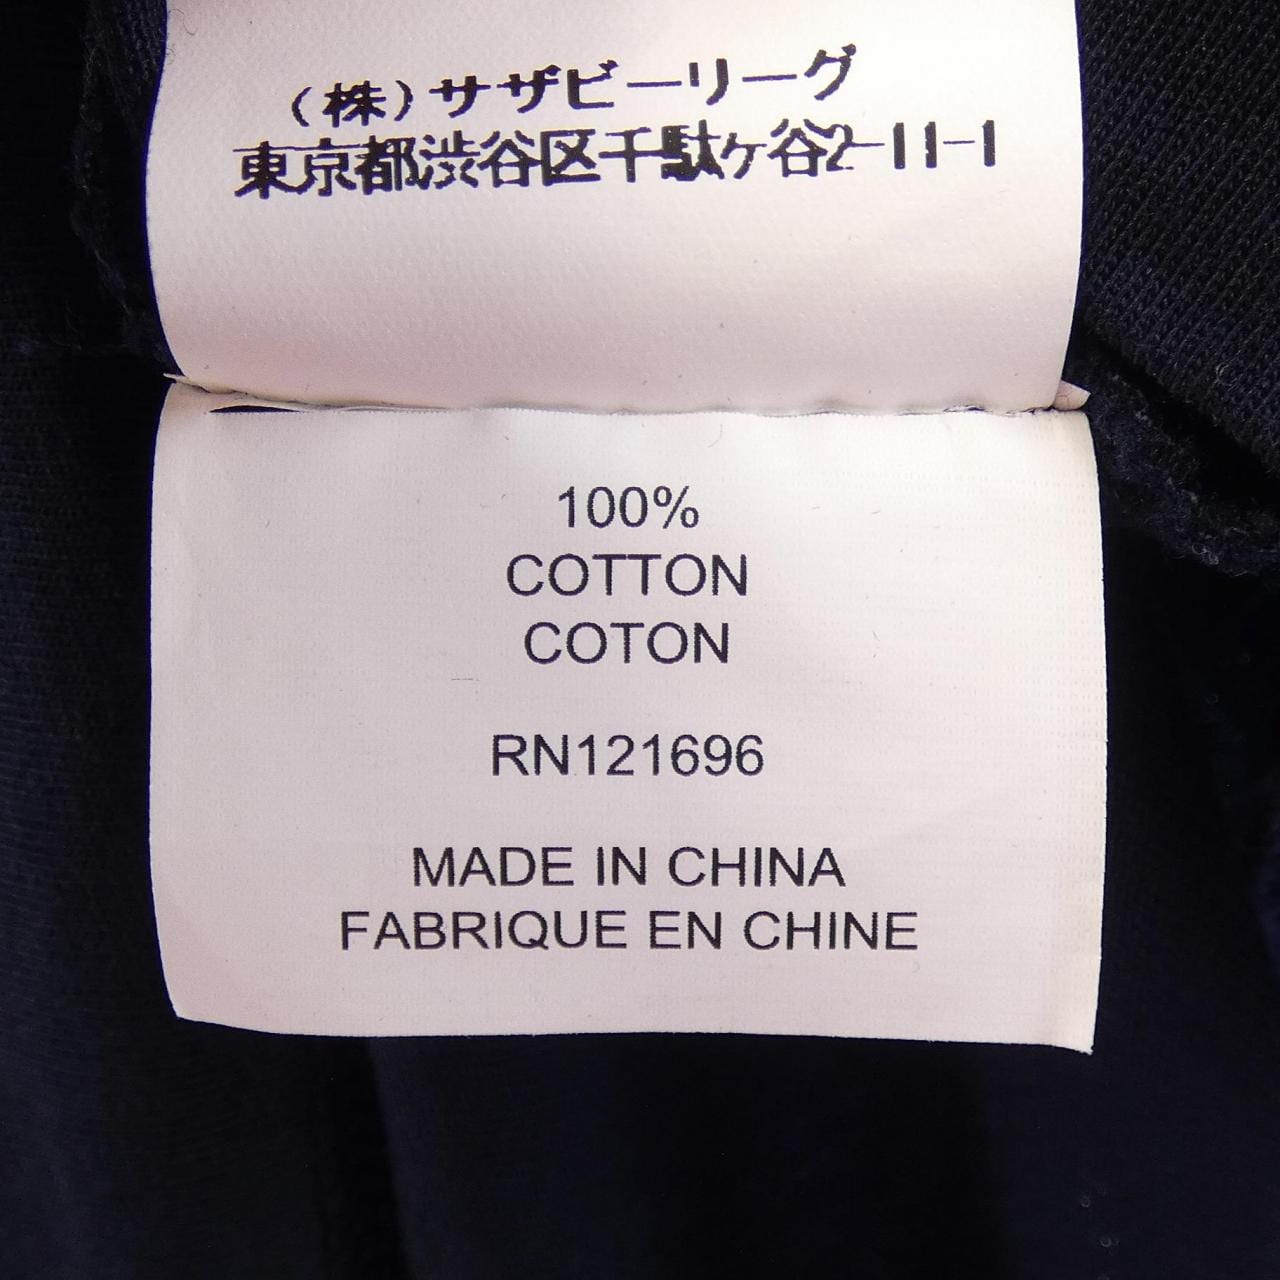 （株）サザビーリーグ
東京都渋谷区千駄ヶ谷2-11-1
100%
COTTON
COTON
RN121696
MADE IN CHINA
FABRIQUE EN CHINE